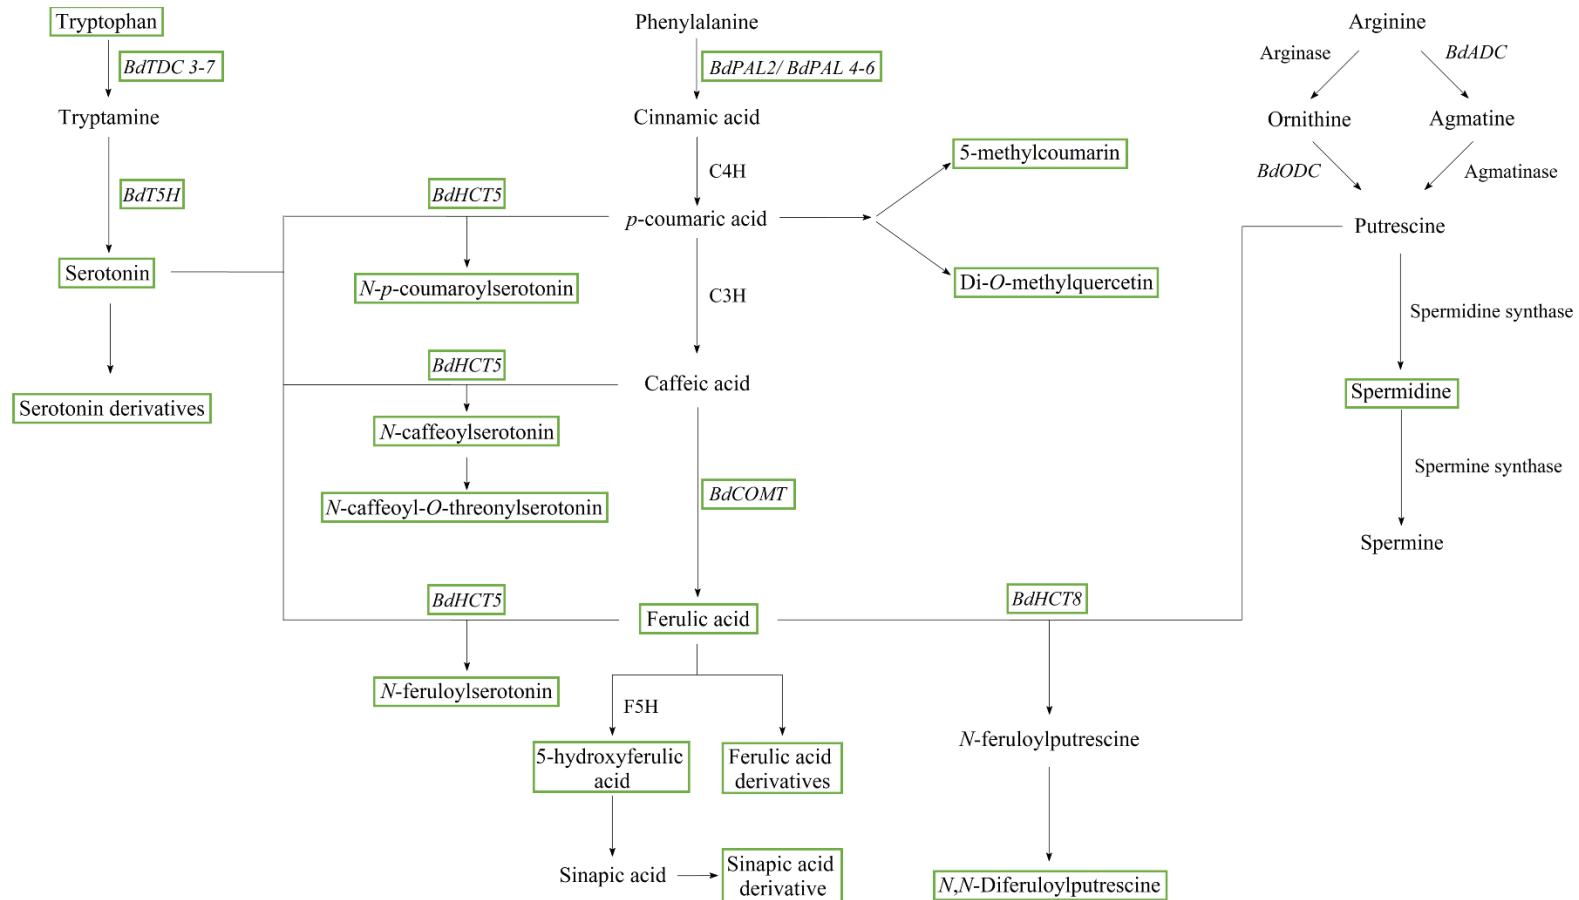 Tryptophan
Phenylalanine
Arginine
BdTDC 3-7
BdPAL2/ BdPAL 4-6
Arginase
BdADC
Tryptamine
Cinnamic acid
Ornithine
Agmatine
5-methylcoumarin
C4H
BdODC
Agmatinase
BdT5H
BdHCT5
p-coumaric acid
Putrescine
Serotonin
N-p-coumaroylserotonin
C3H
Di-O-methylquercetin
Spermidine synthase
BdHCT5
Caffeic acid
Spermidine
Serotonin derivatives
N-caffeoylserotonin
Spermine synthase
BdCOMT
N-caffeoyl-O-threonylserotonin
Spermine
BdHCT5
BdHCT8
Ferulic acid
N-feruloylserotonin
F5H
N-feruloylputrescine
5-hydroxyferulic
acid
Ferulic acid
derivatives
Sinapic acid
Sinapic acid
derivative
N,N-Diferuloylputrescine